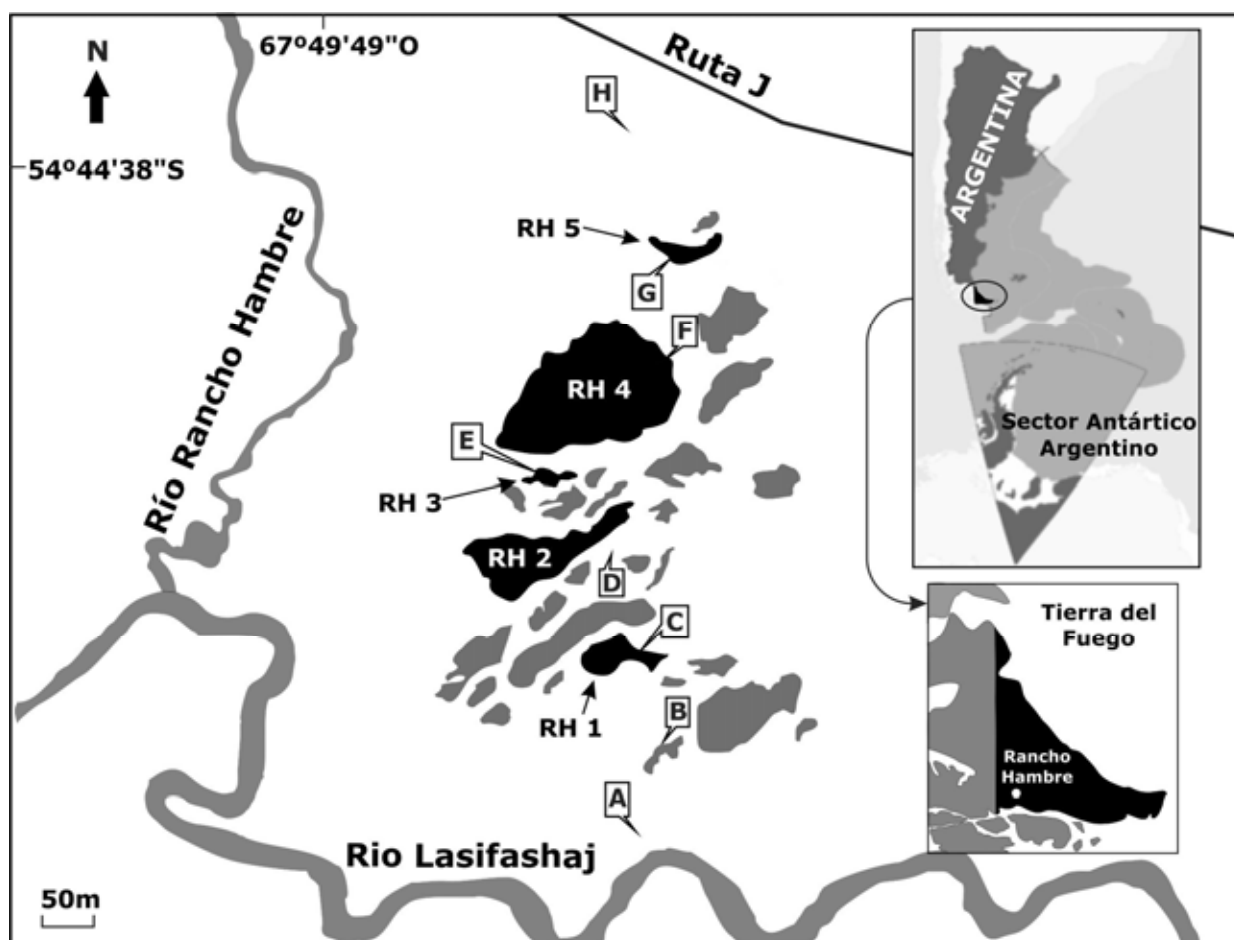 N
67º49'49"O
54º44'38"S
Ruta J
H
RH 5
G
F
RH 4
E
RH 3
RH 2
D
C
RH 1
B
A
Río Rancho Hambre
Rio Lasifashaj
50m
ARGENTINA
Sector Antártico
Argentino
Tierra del
Fuego
Rancho
Hambre